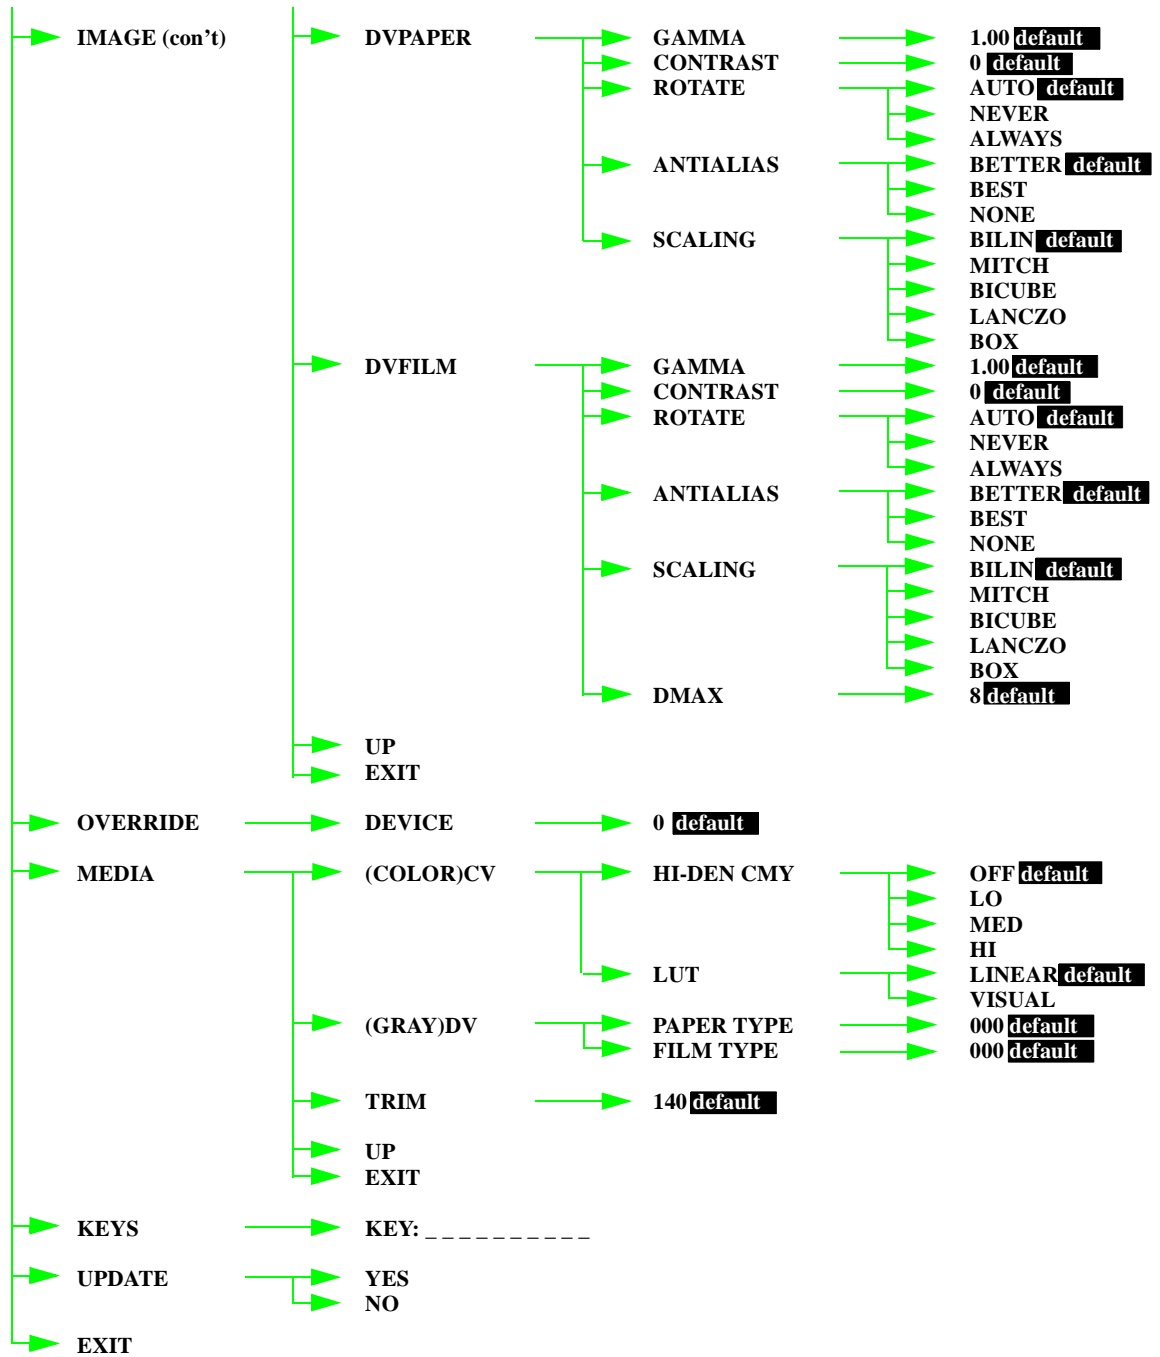 IMAGE (con't) DVPAPER GAMMA 1.00 default
CONTRAST 0 default
ROTATE AUTO default
NEVER
ALWAYS
ANTIALIAS BETTER default
BEST
NONE
SCALING BILIN default
MITCH
BICUBE
LANCZO
BOX
DVFILM GAMMA 1.00 default
CONTRAST 0 default
ROTATE AUTO default
NEVER
ALWAYS
ANTIALIAS BETTER default
BEST
NONE
SCALING BILIN default
MITCH
BICUBE
LANCZO
BOX
DMAX 8 default
UP
EXIT
OVERRIDE DEVICE 0 default
MEDIA (COLOR)CV HI-DEN CMY OFF default
LO
MED
HI
LUT LINEAR default
VISUAL
(GRAY)DV PAPER TYPE 000 default
FILM TYPE 000 default
TRIM 140 default
UP
EXIT
KEYS KEY: _ _ _ _ _ _ _ _ _ _
UPDATE YES
NO
EXIT